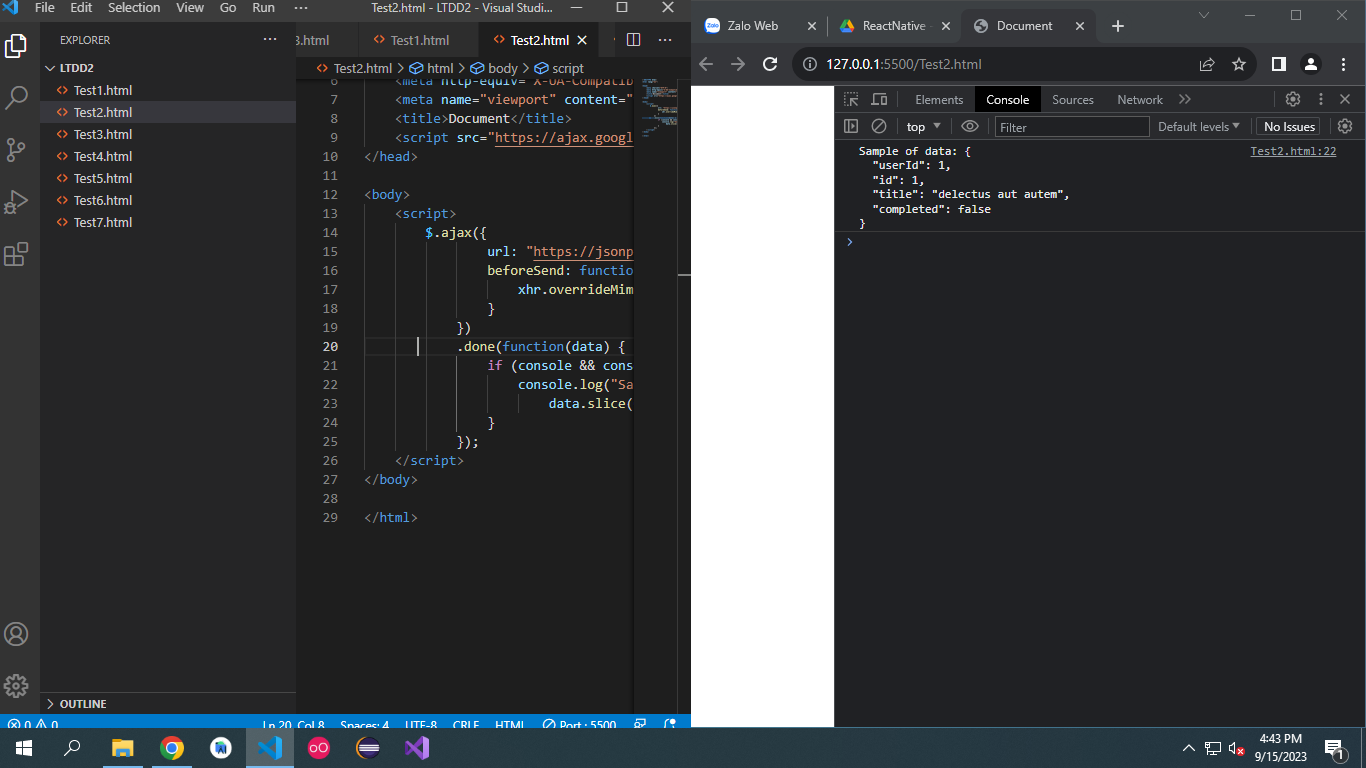 File Edit Selection View Go Run ··· Test2.html - LTDD2 - Visual Studi...
EXPLORER ···
LTDD2
Test1.html
Test2.html
Test3.html
Test4.html
Test5.html
Test6.html
Test7.html
OUTLINE
3.html Test1.html Test2.html ···
Test2.html > html > body > script
6 <meta http-equiv="X-UA-Compatib
7 <meta name="viewport" content="
8 <title>Document</title>
9 <script src="https://ajax.googl
10 </head>
11
12 <body>
13 <script>
14 $.ajax({
15 url: "https://jsonp
16 beforeSend: functio
17 xhr.overrideMim
18 }
19 })
20 .done(function(data) {
21 if (console && cons
22 console.log("Sa
23 data.slice(
24 }
25 });
26 </script>
27 </body>
28
29 </html>
0 0 Ln 20, Col 8 Spaces: 4 UTF-8 CRLF HTML Port : 5500
Zalo Web ReactNative - Document
127.0.0.1:5500/Test2.html
Elements Console Sources Network
top Filter Default levels No Issues
Sample of data: { Test2.html:22
"userId": 1,
"id": 1,
"title": "delectus aut autem",
"completed": false
}
4:43 PM
9/15/2023
1